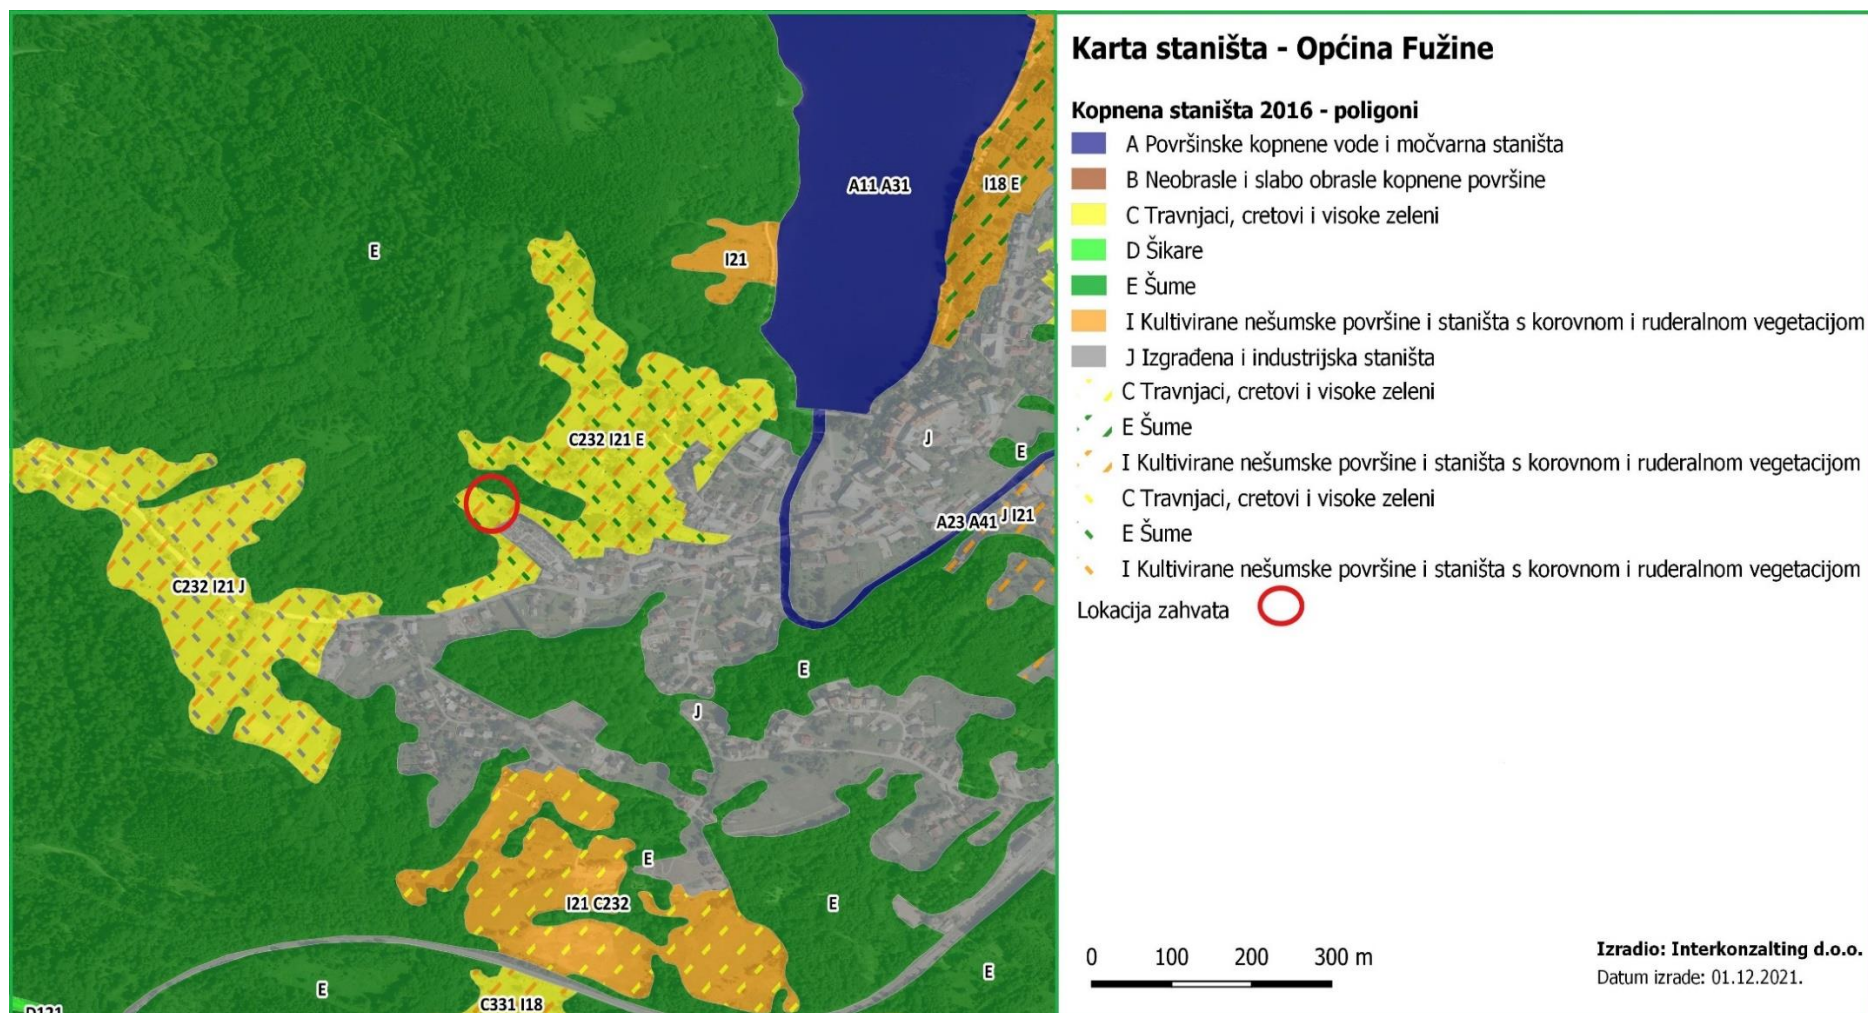 Karta staništa - Općina Fužine
Kopnena staništa 2016 - poligoni
A Površinske kopnene vode i močvarna staništa
B Neobrasle i slabo obrasle kopnene površine
C Travnjaci, cretovi i visoke zeleni
D Šikare
E Šume
I Kultivirane nešumske površine i staništa s korovnom i ruderalnom vegetacijom
J Izgrađena i industrijska staništa
C Travnjaci, cretovi i visoke zeleni
E Šume
I Kultivirane nešumske površine i staništa s korovnom i ruderalnom vegetacijom
C Travnjaci, cretovi i visoke zeleni
E Šume
I Kultivirane nešumske površine i staništa s korovnom i ruderalnom vegetacijom
Lokacija zahvata
0 100 200 300 m
Izradio: Interkonzalting d.o.o.
Datum izrade: 01.12.2021.
A11 A31
I18 E
E
I21
C232 I21 E
J
E
A23 A41
J I21
C232 I21 J
E
J
E
I21 C232
E
E
E
C331 I18
D121